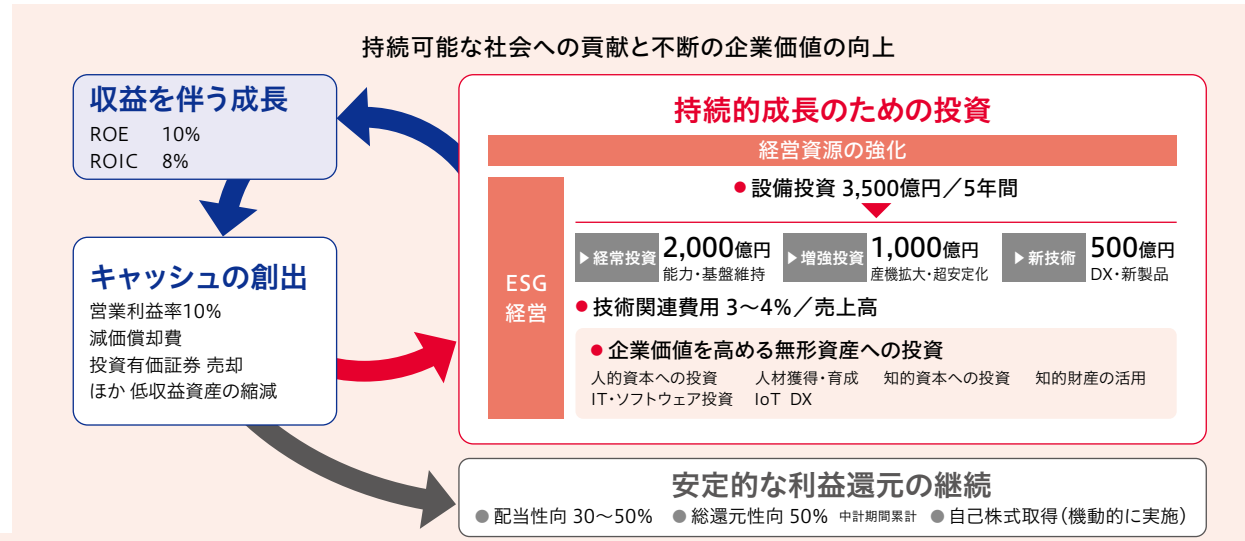 持続可能な社会への貢献と不断の企業価値の向上
収益を伴う成長
ROE 10%
ROIC 8%
キャッシュの創出
営業利益率10%
減価償却費
投資有価証券 売却
ほか 低収益資産の縮減
持続的成長のための投資
経営資源の強化
ESG
経営
●設備投資 3,500億円／5年間
▶経常投資 2,000億円
能力・基盤維持
▶増強投資 1,000億円
産機拡大・超安定化
▶新技術 500億円
DX・新製品
●技術関連費用 3〜4%／売上高
●企業価値を高める無形資産への投資
人的資本への投資 人材獲得・育成 知的資本への投資 知的財産の活用
IT・ソフトウェア投資 IoT DX
安定的な利益還元の継続
●配当性向 30〜50% ●総還元性向 50% 中計期間累計 ●自己株式取得（機動的に実施）